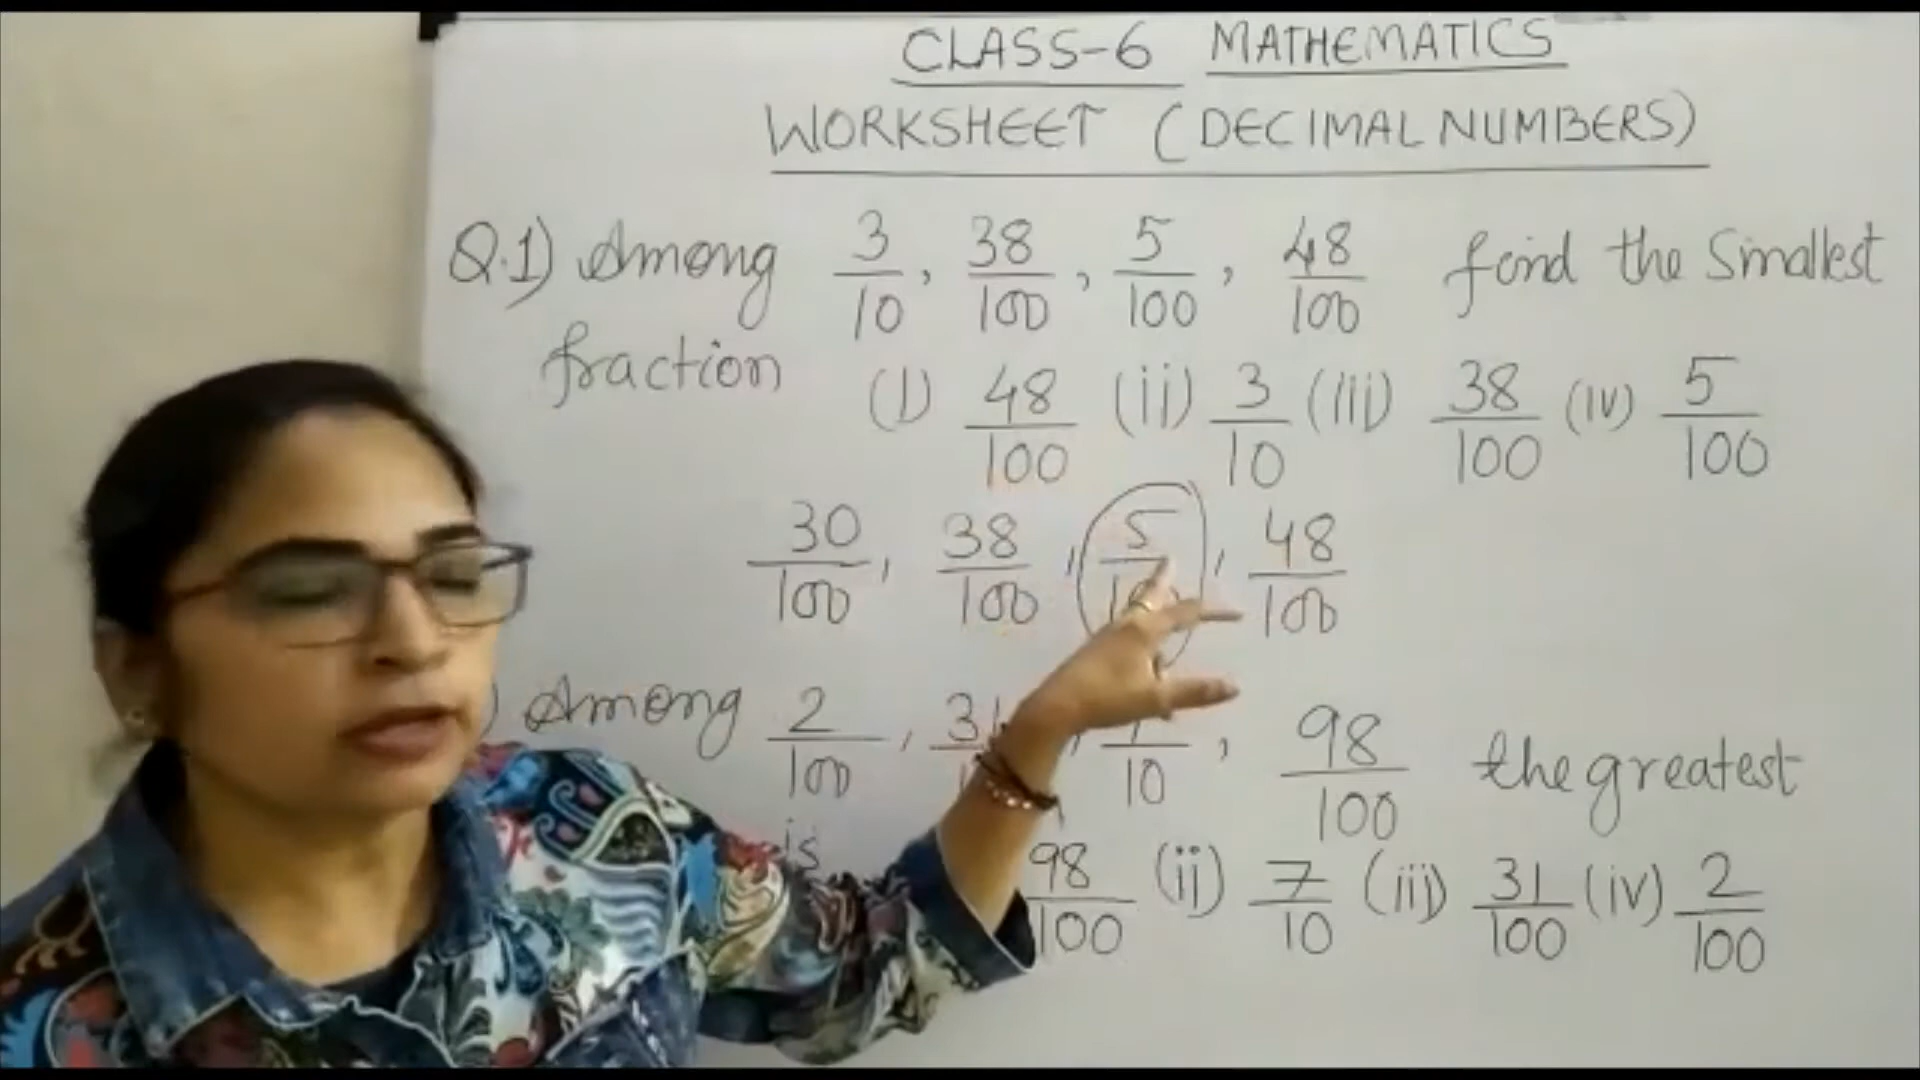 CLASS-6 MATHEMATICS
WORKSHEET (DECIMAL NUMBERS)
Q.1) Among 3/10, 38/100, 5/100, 48/100 find the Smallest
fraction (i) 48/100 (ii) 3/10 (iii) 38/100 (iv) 5/100
30/100, 38/100, 5/100, 48/100
) Among 2/100, 31/, /10, 98/100 the greatest
is 98/100 (ii) 7/10 (iii) 31/100 (iv) 2/100